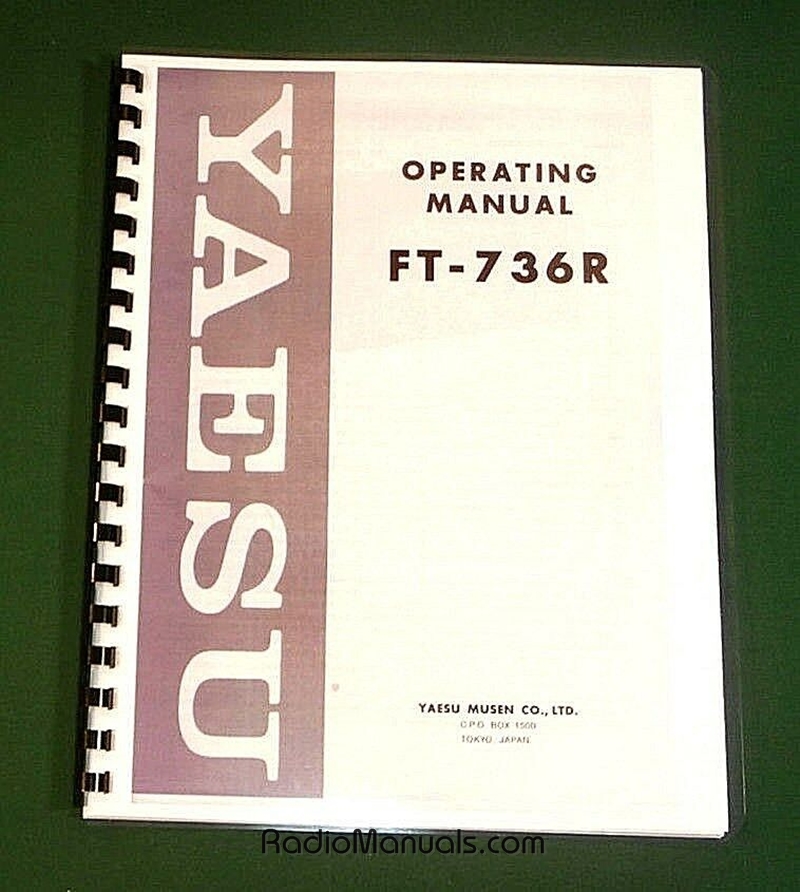 YAESU
OPERATING
MANUAL
FT-736R
YAESU MUSEN CO., LTD.
C.P.O. BOX 1500
TOKYO, JAPAN
RadioManuals.com